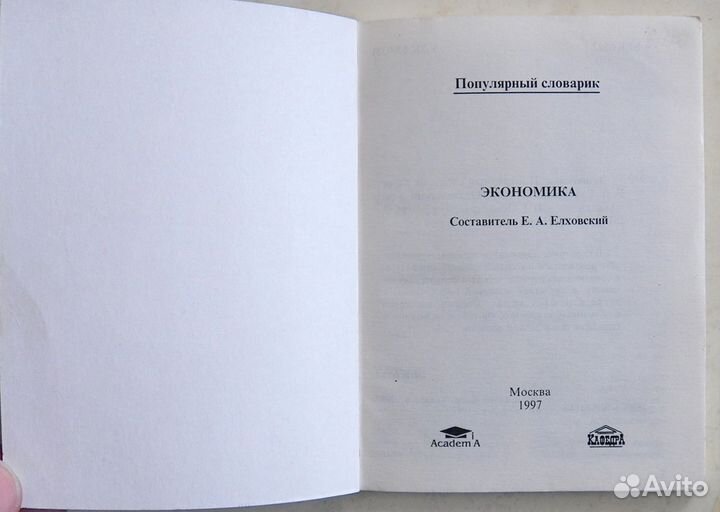 Популярный словарик
ЭКОНОМИКА
Составитель Е. А. Елховский
Москва
1997
Academ A
КАФЕДРА
Avito